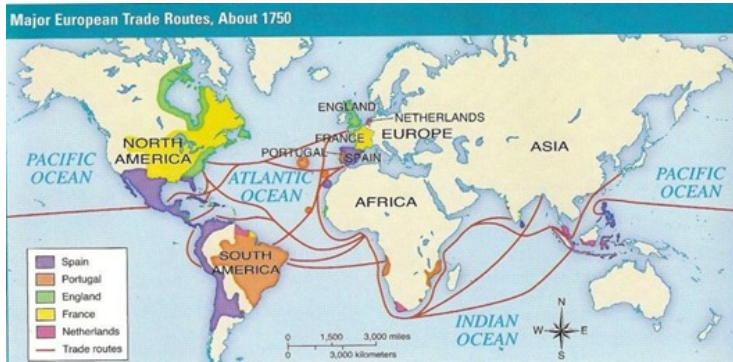 Major European Trade Routes, About 1750
ENGLAND
NETHERLANDS
FRANCE
EUROPE
PORTUGAL
SPAIN
NORTH
AMERICA
ASIA
PACIFIC
OCEAN
ATLANTIC
OCEAN
PACIFIC
OCEAN
AFRICA
SOUTH
AMERICA
INDIAN
OCEAN
Spain
Portugal
England
France
Netherlands
Trade routes
0 1,500 3,000 miles
0 3,000 kilometers
N
W E
S